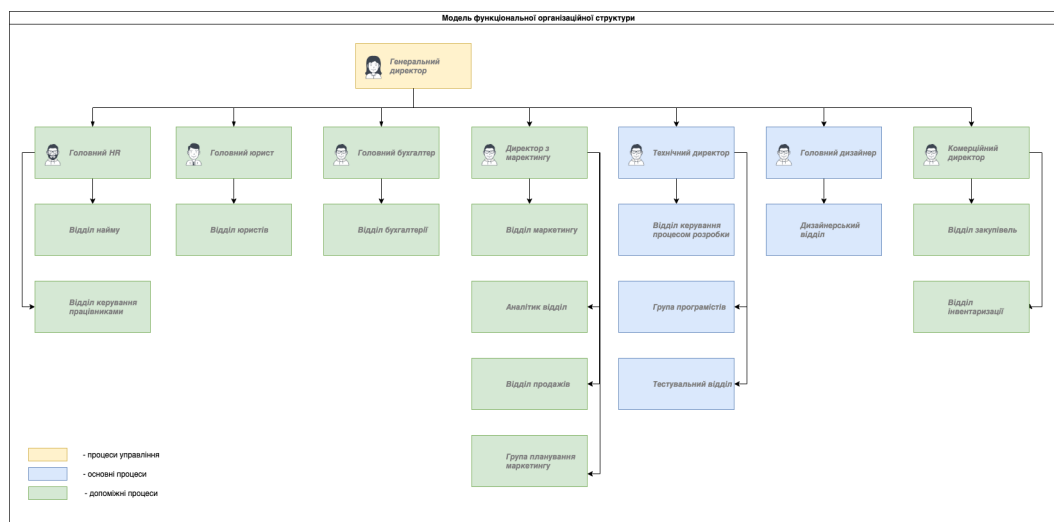 Модель функціональної організаційної структури
Генеральний
директор
Головний HR
Головний юрист
Головний бухгалтер
Директор з
маректингу
Технічний директор
Головний дизайнер
Комерційний
директор
Відділ найму
Відділ юристів
Відділ бухгалтерії
Відділ маркетингу
Відділ керування
процесом розробки
Дизайнерський
відділ
Відділ закупівель
Відділ керування
працівниками
Аналітик відділ
Група програмістів
Відділ
інвентаризації
Відділ продажів
Тестувальний відділ
Група планування
маркетингу
- процеси управління
- основні процеси
- допоміжні процеси